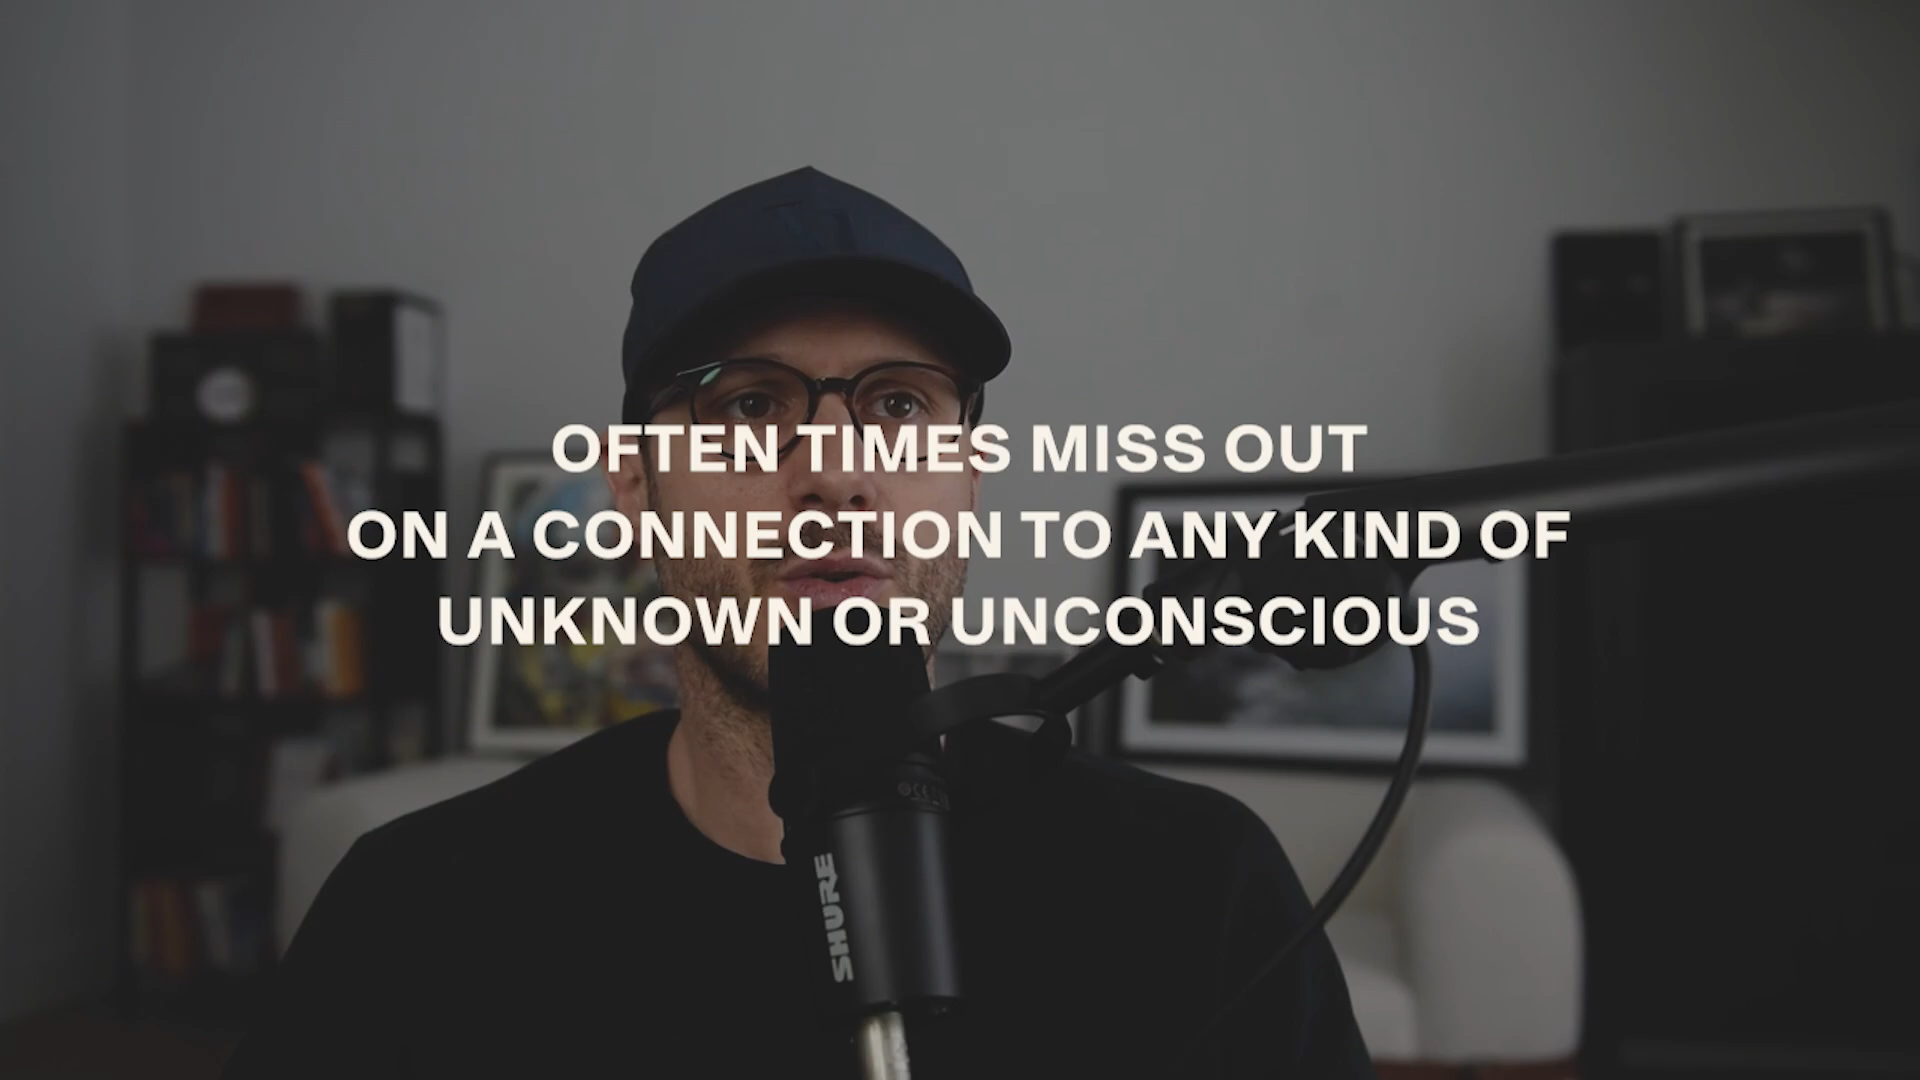 OFTEN TIMES MISS OUT
ON A CONNECTION TO ANY KIND OF
UNKNOWN OR UNCONSCIOUS
SHURE